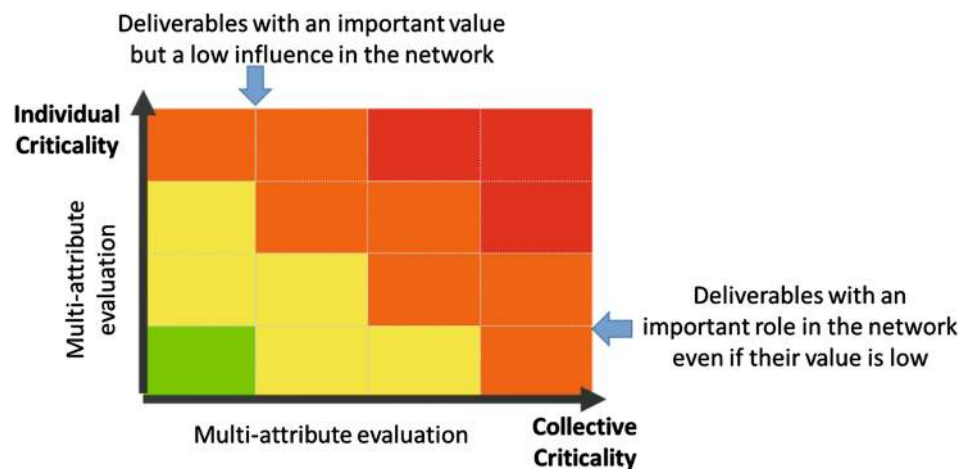 Deliverables with an important value
but a low influence in the network
Individual
Criticality
Multi-attribute
evaluation
Deliverables with an
important role in the network
even if their value is low
Multi-attribute evaluation
Collective
Criticality